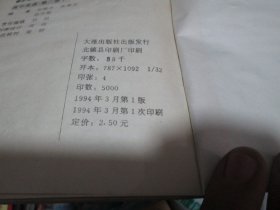 大连出版社出版发行
北镇县印刷厂印刷
字数：83千
开本：787×1092 1/32
印张：4
印数：5000
1994年3月第1版
1994年3月第1次印刷
定价：2.50元